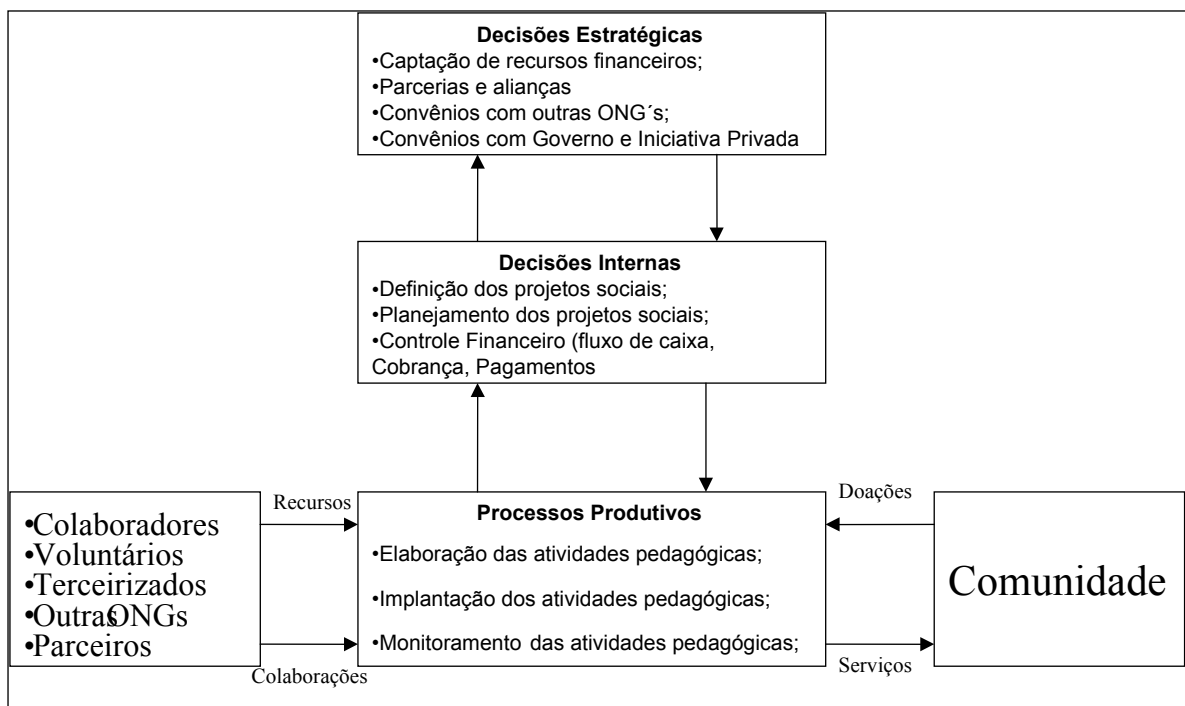 Decisões Estratégicas
•Captação de recursos financeiros;
•Parcerias e alianças
•Convênios com outras ONG´s;
•Convênios com Governo e Iniciativa Privada
Decisões Internas
•Definição dos projetos sociais;
•Planejamento dos projetos sociais;
•Controle Financeiro (fluxo de caixa,
Cobrança, Pagamentos
•Colaboradores
•Voluntários
•Terceirizados
•Outras ONGs
•Parceiros
Recursos
Colaborações
Processos Produtivos
•Elaboração das atividades pedagógicas;
•Implantação dos atividades pedagógicas;
•Monitoramento das atividades pedagógicas;
Doações
Serviços
Comunidade